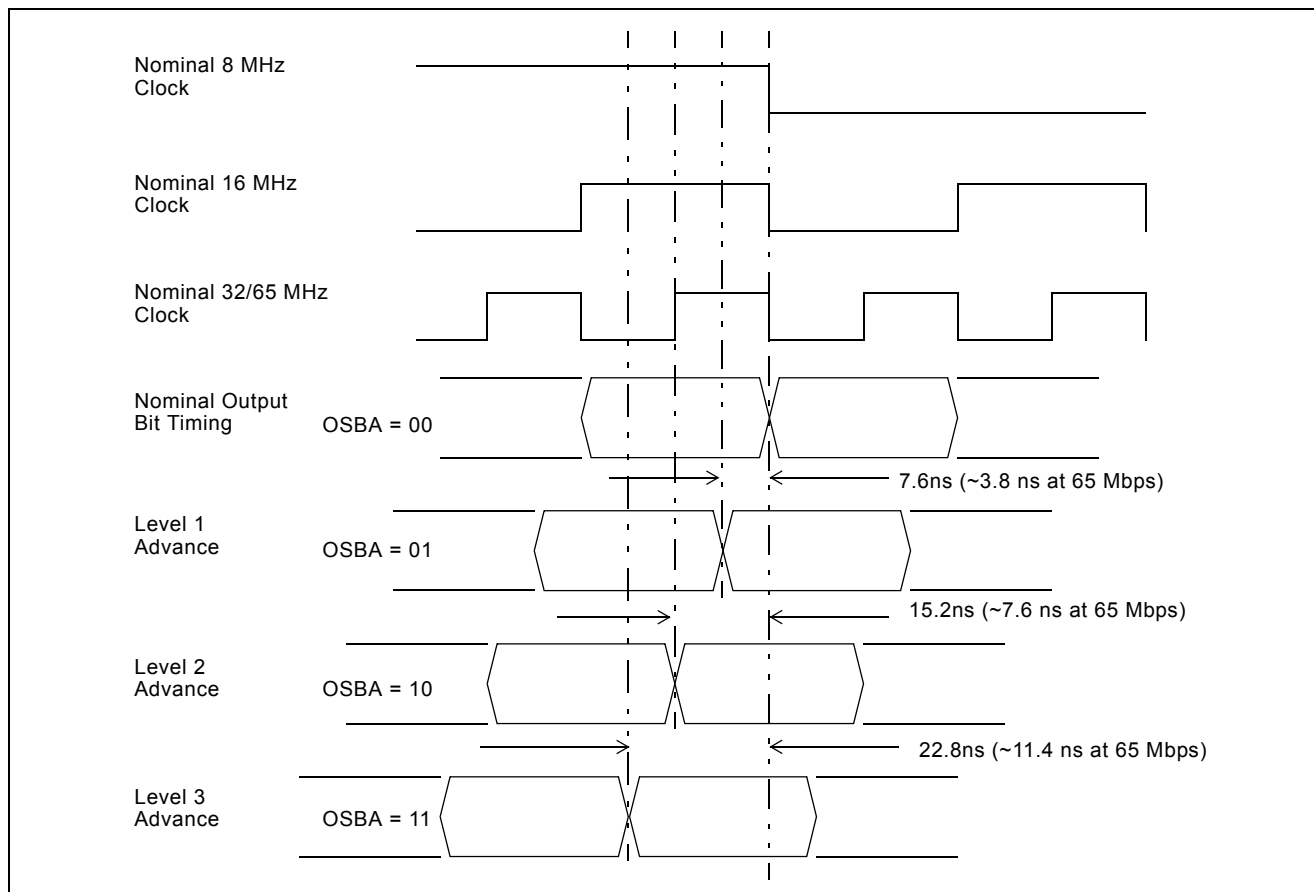 Nominal 8 MHz
Clock
Nominal 16 MHz
Clock
Nominal 32/65 MHz
Clock
Nominal Output
Bit Timing
OSBA = 00
7.6ns (~3.8 ns at 65 Mbps)
Level 1
Advance
OSBA = 01
15.2ns (~7.6 ns at 65 Mbps)
Level 2
Advance
OSBA = 10
22.8ns (~11.4 ns at 65 Mbps)
Level 3
Advance
OSBA = 11